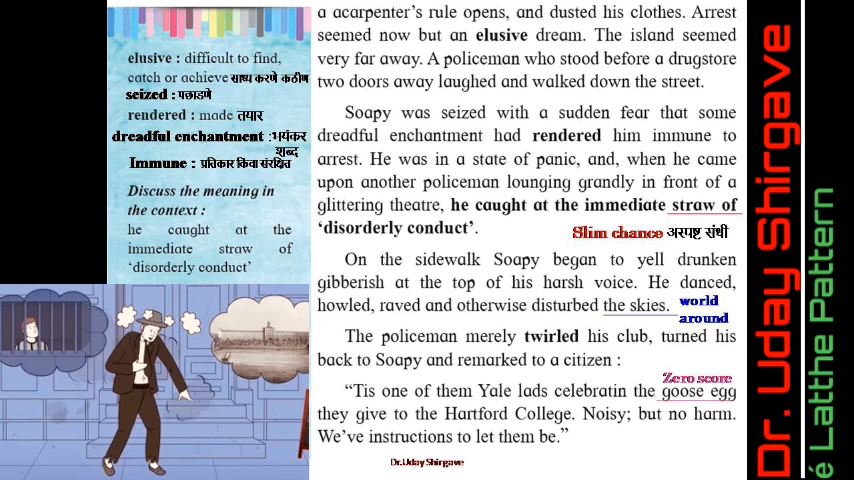 elusive : difficult to find,
catch or achieve साध्य करणे कठीण
seized : पछाडणे
rendered : made तयार
dreadful enchantment :भयंकर
शब्द
Immune : प्रतिकार किंवा संरक्षित
Discuss the meaning in
the context :
he caught at the
immediate straw of
‘disorderly conduct’
a acarpenter’s rule opens, and dusted his clothes. Arrest
seemed now but an elusive dream. The island seemed
very far away. A policeman who stood before a drugstore
two doors away laughed and walked down the street.
Soapy was seized with a sudden fear that some
dreadful enchantment had rendered him immune to
arrest. He was in a state of panic, and, when he came
upon another policeman lounging grandly in front of a
glittering theatre, he caught at the immediate straw of
‘disorderly conduct’.
Slim chance अस्पष्ट संधी
On the sidewalk Soapy began to yell drunken
gibberish at the top of his harsh voice. He danced,
howled, raved and otherwise disturbed the skies. world
around
The policeman merely twirled his club, turned his
back to Soapy and remarked to a citizen :
Zero score
“Tis one of them Yale lads celebratin the goose egg
they give to the Hartford College. Noisy; but no harm.
We’ve instructions to let them be.”
Dr.Uday Shirgave
Dr. Uday Shirgave
é Latthe Pattern